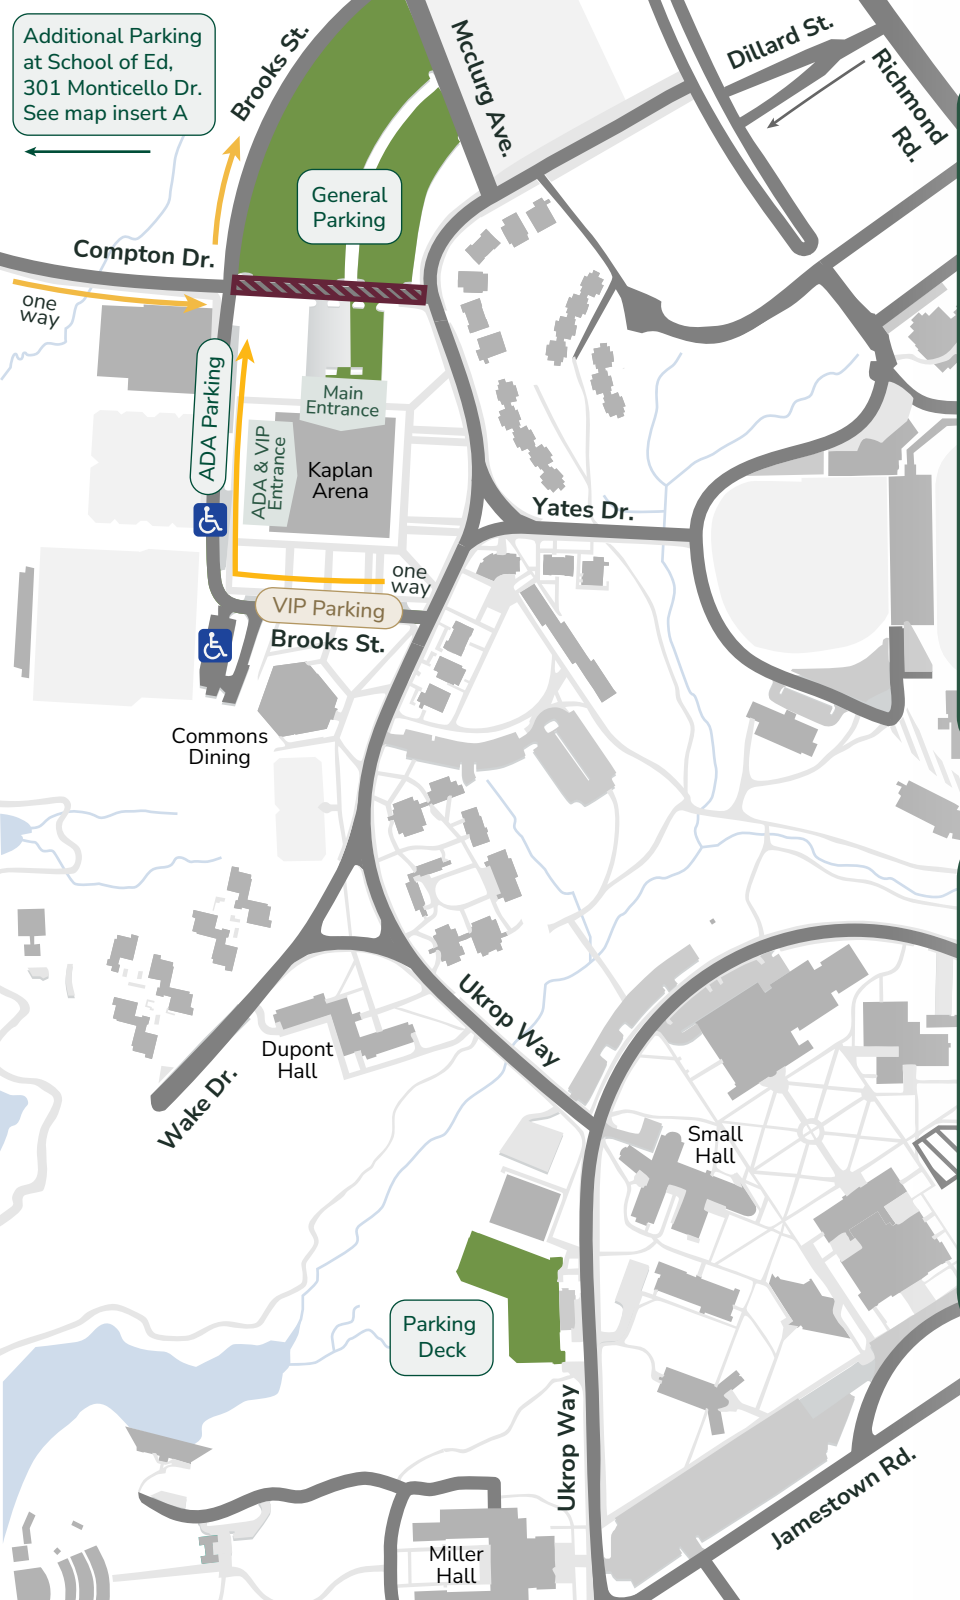 Additional Parking
at School of Ed,
301 Monticello Dr.
See map insert A
Brooks St.
Mcclurg Ave.
Dillard St.
Richmond
Rd.
General
Parking
Compton Dr.
one
way
ADA Parking
Main
Entrance
ADA & VIP
Entrance
Kaplan
Arena
Yates Dr.
one
way
VIP Parking
Brooks St.
Commons
Dining
Ukrop Way
Dupont
Hall
Wake Dr.
Small
Hall
Parking
Deck
Ukrop Way
Jamestown Rd.
Miller
Hall